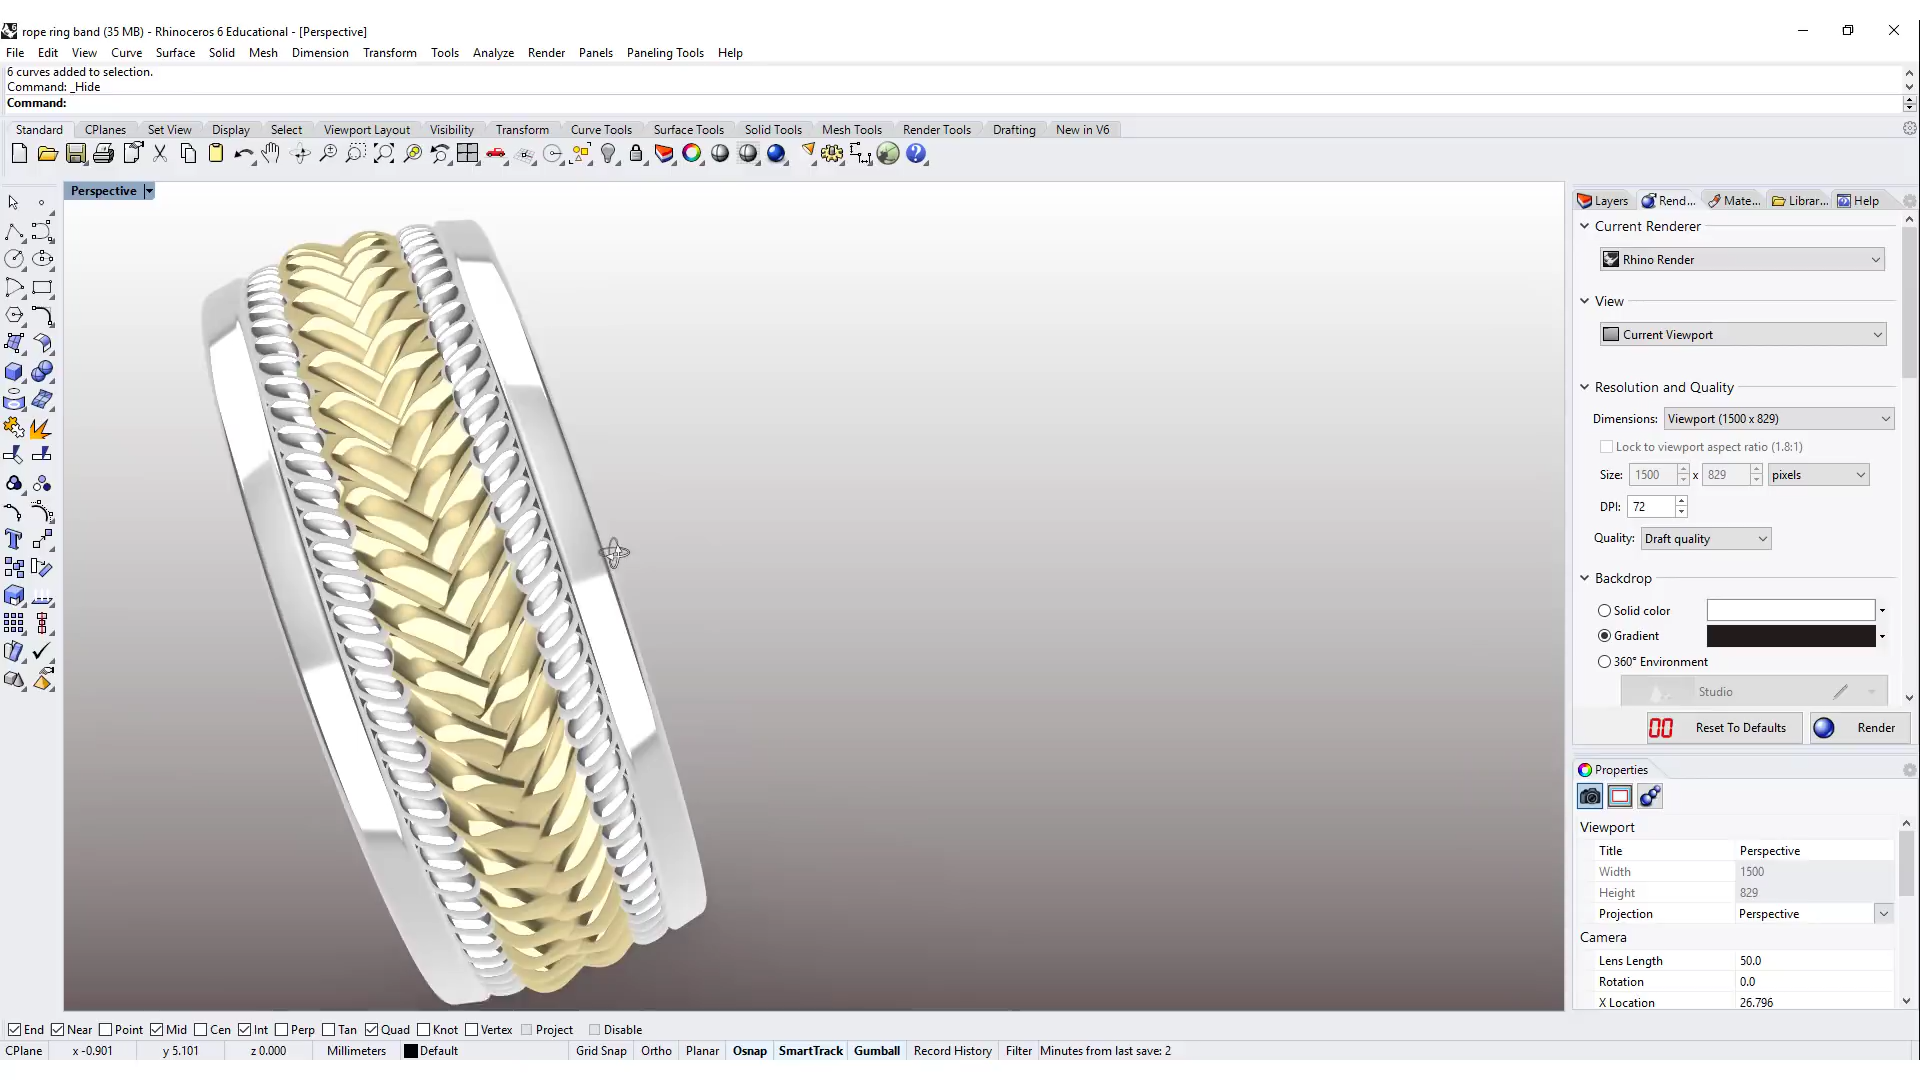 rope ring band (35 MB) - Rhinoceros 6 Educational - [Perspective]
File Edit View Curve Surface Solid Mesh Dimension Transform Tools Analyze Render Panels Paneling Tools Help
6 curves added to selection.
Command: _Hide
Command:
Standard CPlanes Set View Display Select Viewport Layout Visibility Transform Curve Tools Surface Tools Solid Tools Mesh Tools Render Tools Drafting New in V6
Perspective
Layers Rend... Mate... Librar... Help
Current Renderer
Rhino Render
View
Current Viewport
Resolution and Quality
Dimensions: Viewport (1500 x 829)
Lock to viewport aspect ratio (1.8:1)
Size: 1500 x 829 pixels
DPI: 72
Quality: Draft quality
Backdrop
Solid color
Gradient
360° Environment
Studio
00 Reset To Defaults Render
Properties
Viewport
Title Perspective
Width 1500
Height 829
Projection Perspective
Camera
Lens Length 50.0
Rotation 0.0
X Location 26.796
End Near Point Mid Cen Int Perp Tan Quad Knot Vertex Project Disable
CPlane x -0.901 y 5.101 z 0.000 Millimeters Default Grid Snap Ortho Planar Osnap SmartTrack Gumball Record History Filter Minutes from last save: 2